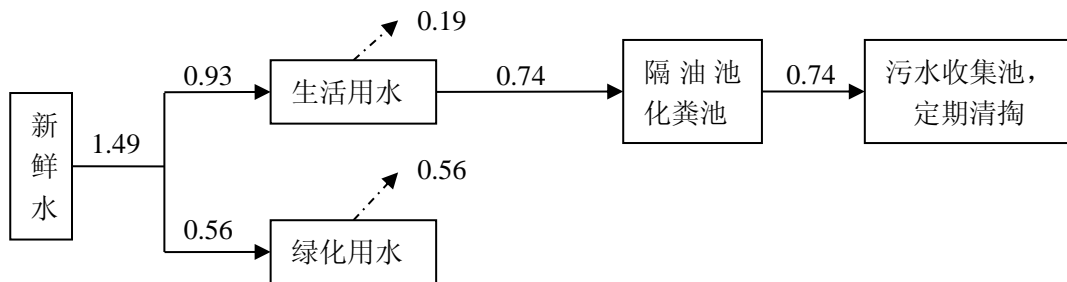 0.19
0.93
生活用水
0.74
隔油池
化粪池
0.74
污水收集池，
定期清掏
新
鲜
水
1.49
0.56
0.56
绿化用水